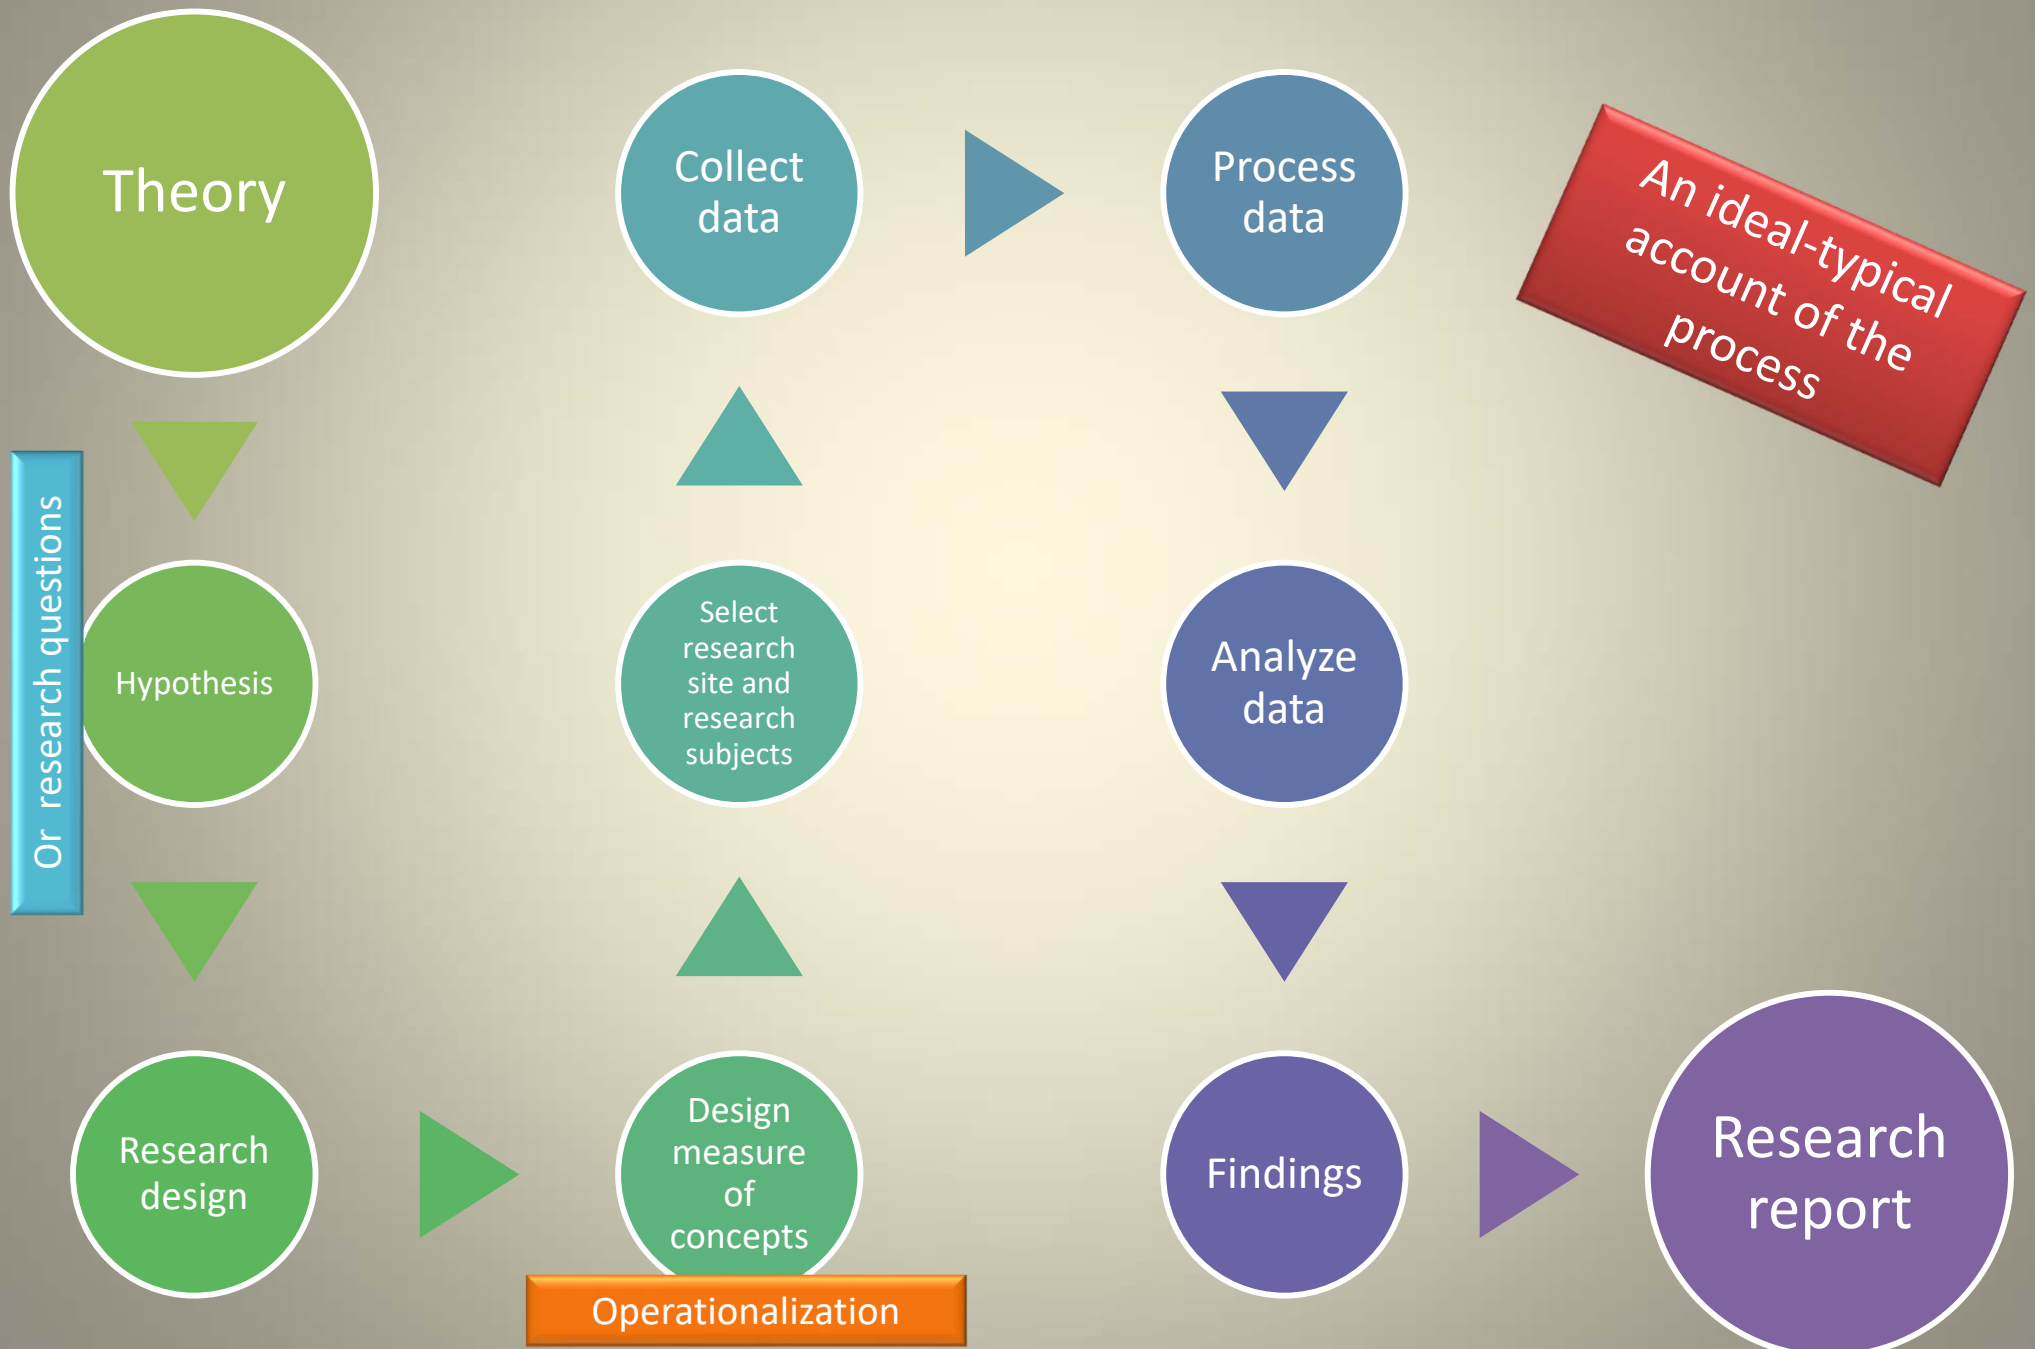 Theory
Or research questions
Hypothesis
Research
design
Design
measure
of
concepts
Operationalization
Select
research
site and
research
subjects
Collect
data
Process
data
Analyze
data
Findings
Research
report
An ideal-typical
account of the
process